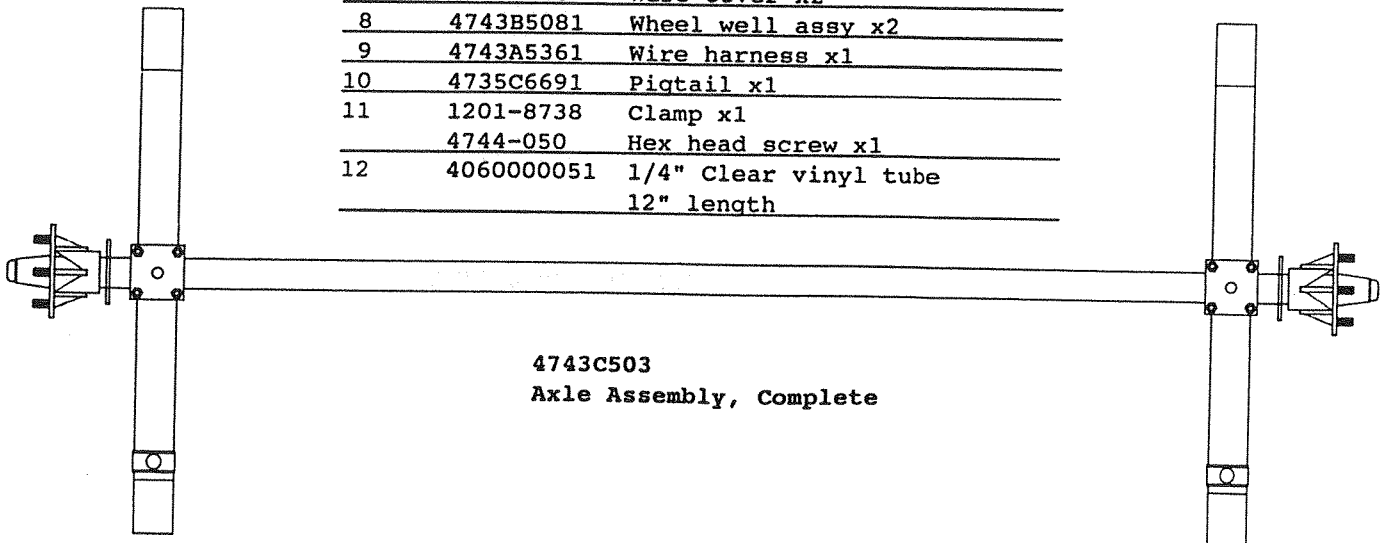 8 4743B5081 Wheel well assy x2
9 4743A5361 Wire harness x1
10 4735C6691 Pigtail x1
11 1201-8738 Clamp x1
4744-050 Hex head screw x1
12 4060000051 1/4" Clear vinyl tube
12" length
4743C503
Axle Assembly, Complete